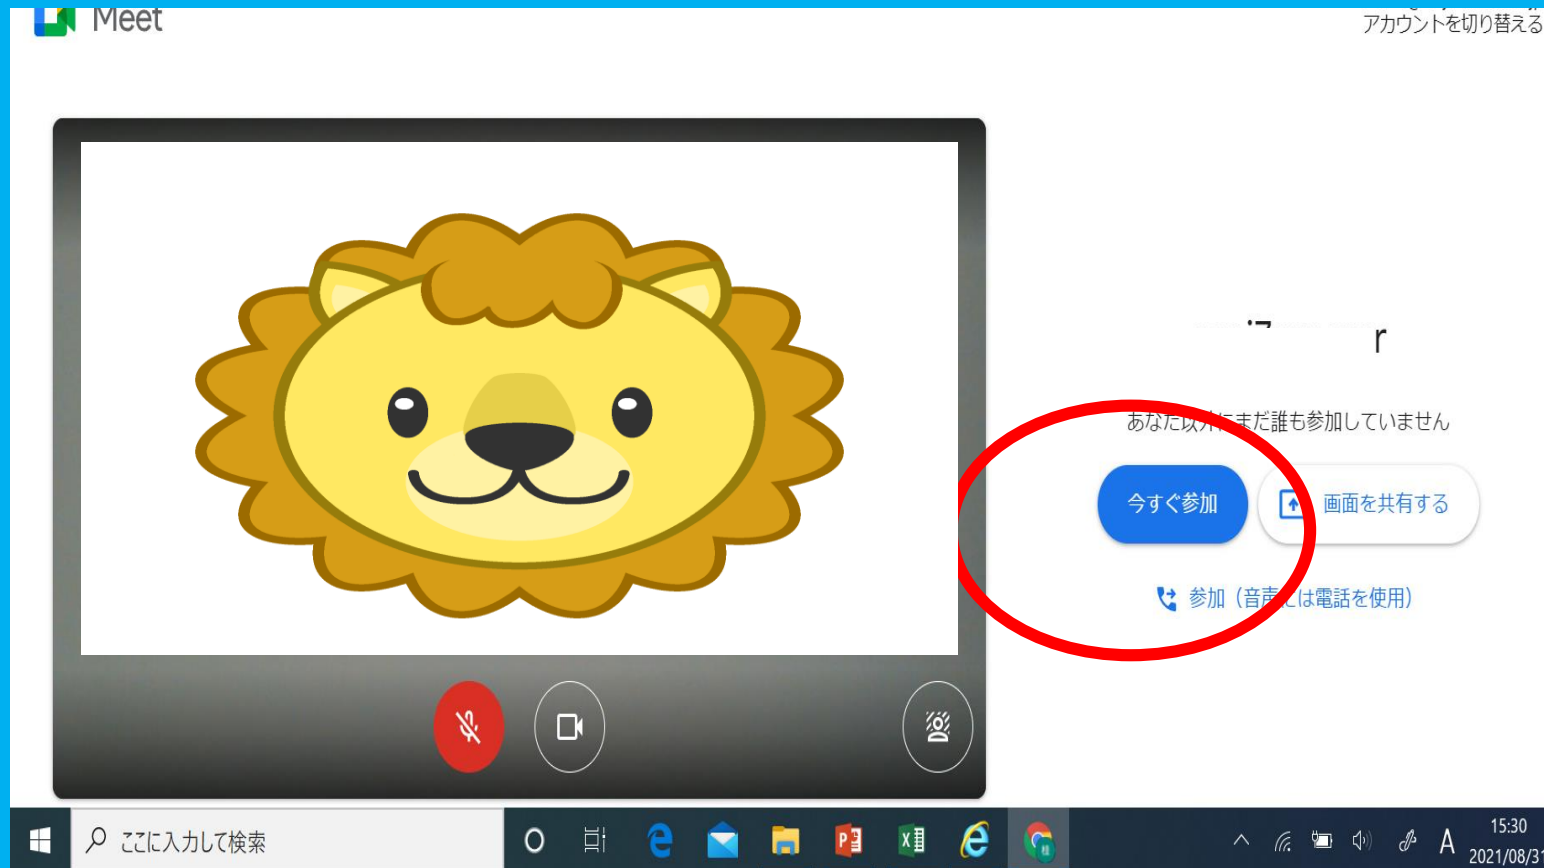 Meet
アカウントを切り替える
あなた以外にまだ誰も参加していません
今すぐ参加
画面を共有する
参加（音声には電話を使用）
ここに入力して検索
A
15:30
2021/08/31